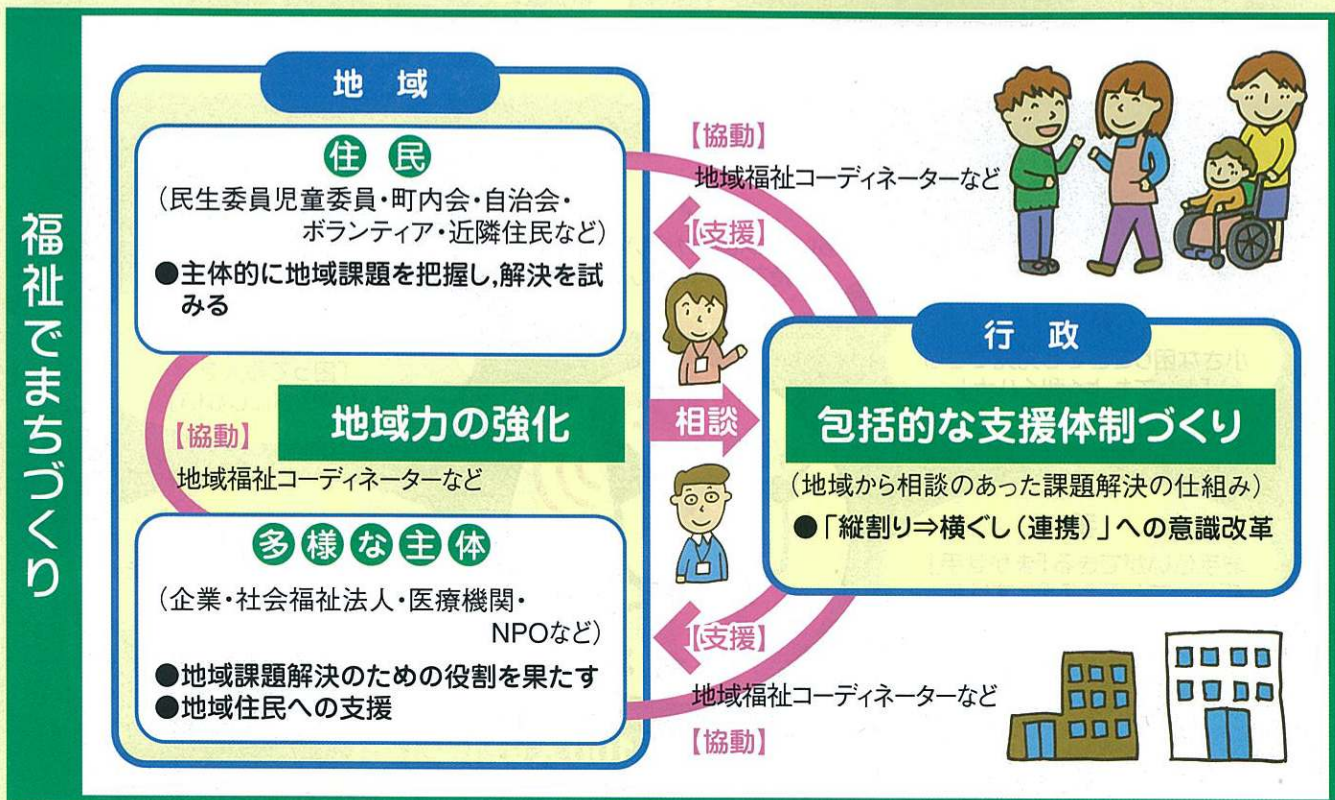 福祉でまちづくり
地域
住民
（民生委員児童委員・町内会・自治会・
ボランティア・近隣住民など）
●主体的に地域課題を把握し,解決を試
みる
【協動】
地域福祉コーディネーターなど
地域力の強化
多様な主体
（企業・社会福祉法人・医療機関・
NPOなど）
●地域課題解決のための役割を果たす
●地域住民への支援
【協動】
地域福祉コーディネーターなど
【支援】
相談
行政
包括的な支援体制づくり
（地域から相談のあった課題解決の仕組み）
●「縦割り⇒横ぐし（連携）」への意識改革
【支援】
地域福祉コーディネーターなど
【協動】